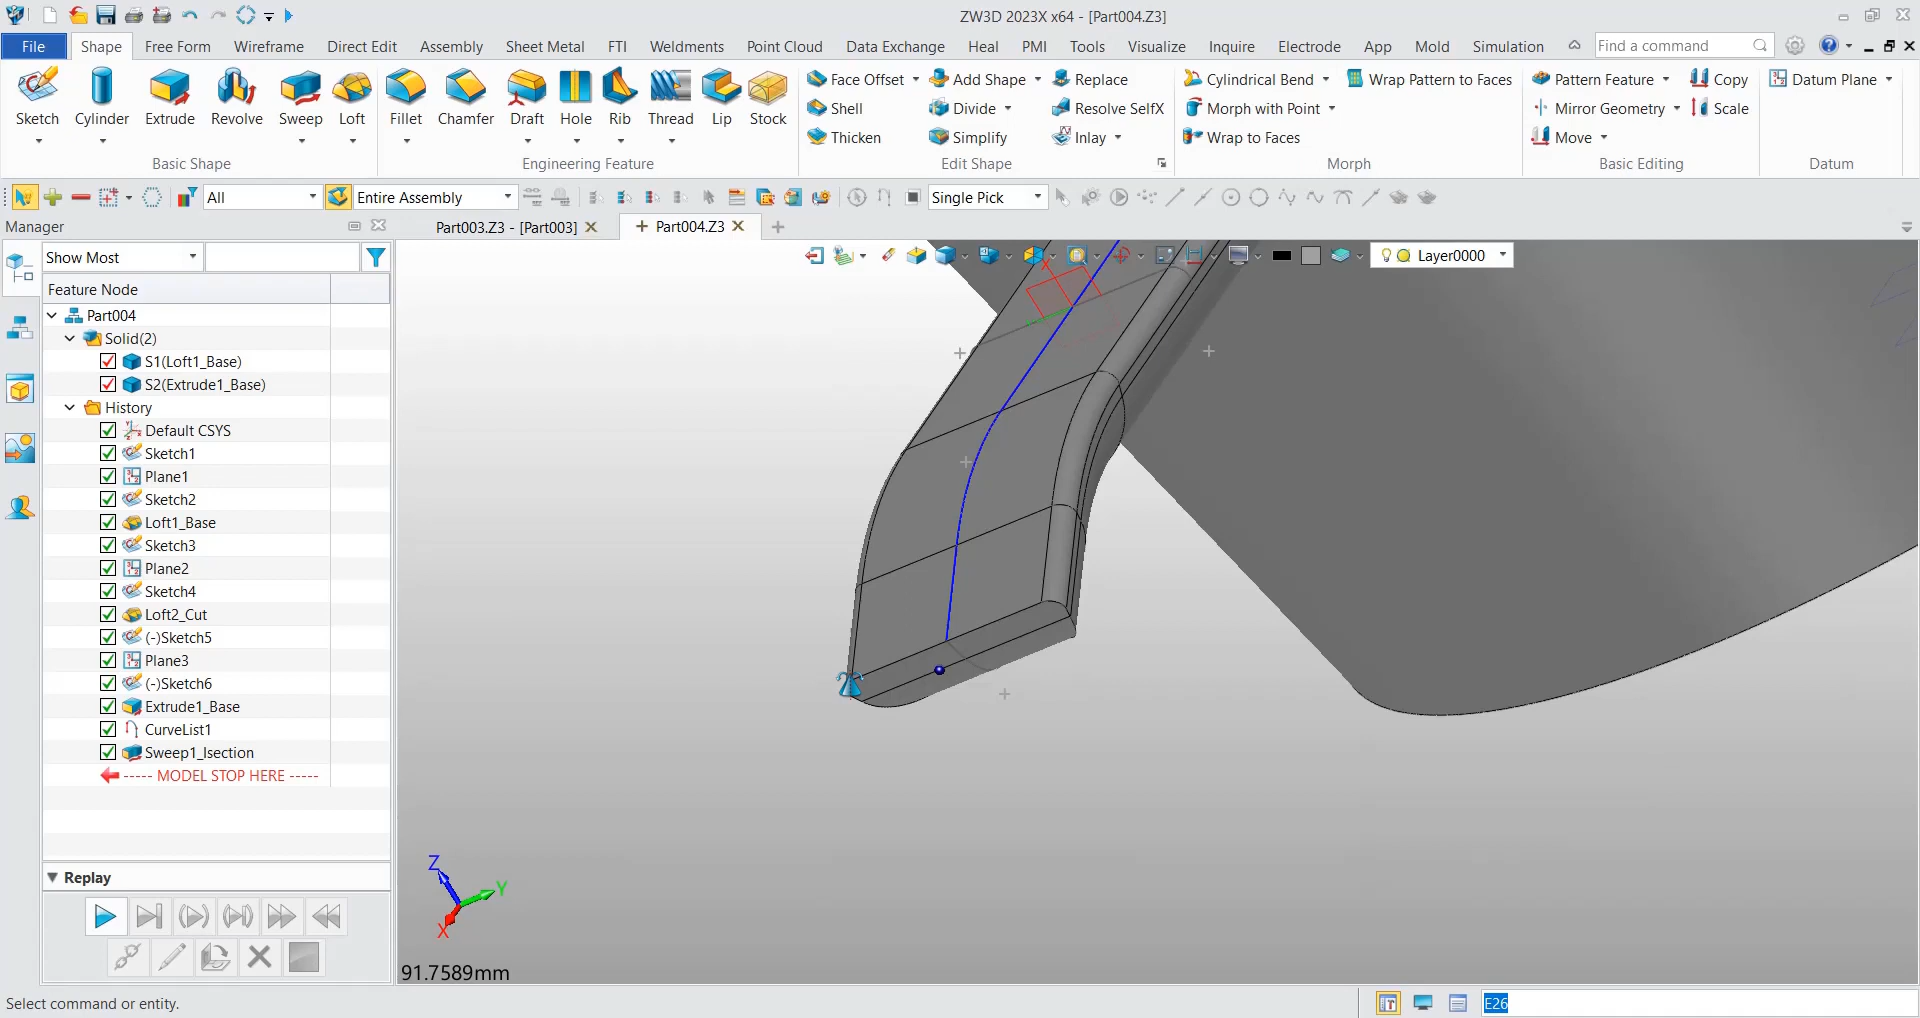 ZW3D 2023X x64 - [Part004.Z3]
File Shape Free Form Wireframe Direct Edit Assembly Sheet Metal FTI Weldments Point Cloud Data Exchange Heal PMI Tools Visualize Inquire Electrode App Mold Simulation Find a command
Face Offset Add Shape Replace Cylindrical Bend Wrap Pattern to Faces Pattern Feature Copy Datum Plane
Sketch Cylinder Extrude Revolve Sweep Loft Fillet Chamfer Draft Hole Rib Thread Lip Stock Shell Divide Resolve SelfX Morph with Point Mirror Geometry Scale
Thicken Simplify Inlay Wrap to Faces Move
Basic Shape Engineering Feature Edit Shape Morph Basic Editing Datum
All Entire Assembly Single Pick
Manager Part003.Z3 - [Part003] Part004.Z3
Show Most Layer0000
Feature Node
Part004
Solid(2)
S1(Loft1_Base)
S2(Extrude1_Base)
History
Default CSYS
Sketch1
Plane1
Sketch2
Loft1_Base
Sketch3
Plane2
Sketch4
Loft2_Cut
(-)Sketch5
Plane3
(-)Sketch6
Extrude1_Base
CurveList1
Sweep1_Isection
----- MODEL STOP HERE -----
Replay
Z
Y
X
91.7589mm
Select command or entity. E26